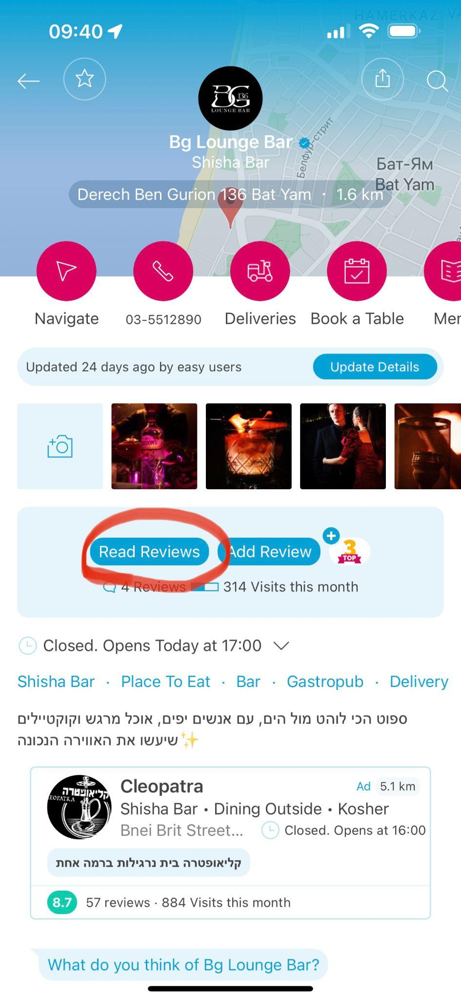 HAMERKAZ
09:40
BG 136
LOUNGE BAR
Bg Lounge Bar
Shisha Bar
Белфур-стрит
Бат-Ям
Bat Yam
Derech Ben Gurion 136 Bat Yam · 1.6 km
Navigate
03-5512890
Deliveries
Book a Table
Men
Updated 24 days ago by easy users
Update Details
Read Reviews
Add Review
3
TOP
4 Reviews
314 Visits this month
Closed. Opens Today at 17:00
Shisha Bar · Place To Eat · Bar · Gastropub · Delivery
ספוט הכי לוהט מול הים, עם אנשים יפים, אוכל מרגש וקוקטיילים
שיעשו את האווירה הנכונה✨
קליאופטרה
EOPATRA
Cleopatra
Ad 5.1 km
Shisha Bar • Dining Outside • Kosher
Bnei Brit Street...
Closed. Opens at 16:00
קליאופטרה בית נרגילות ברמה אחת
8.7 57 reviews · 884 Visits this month
What do you think of Bg Lounge Bar?